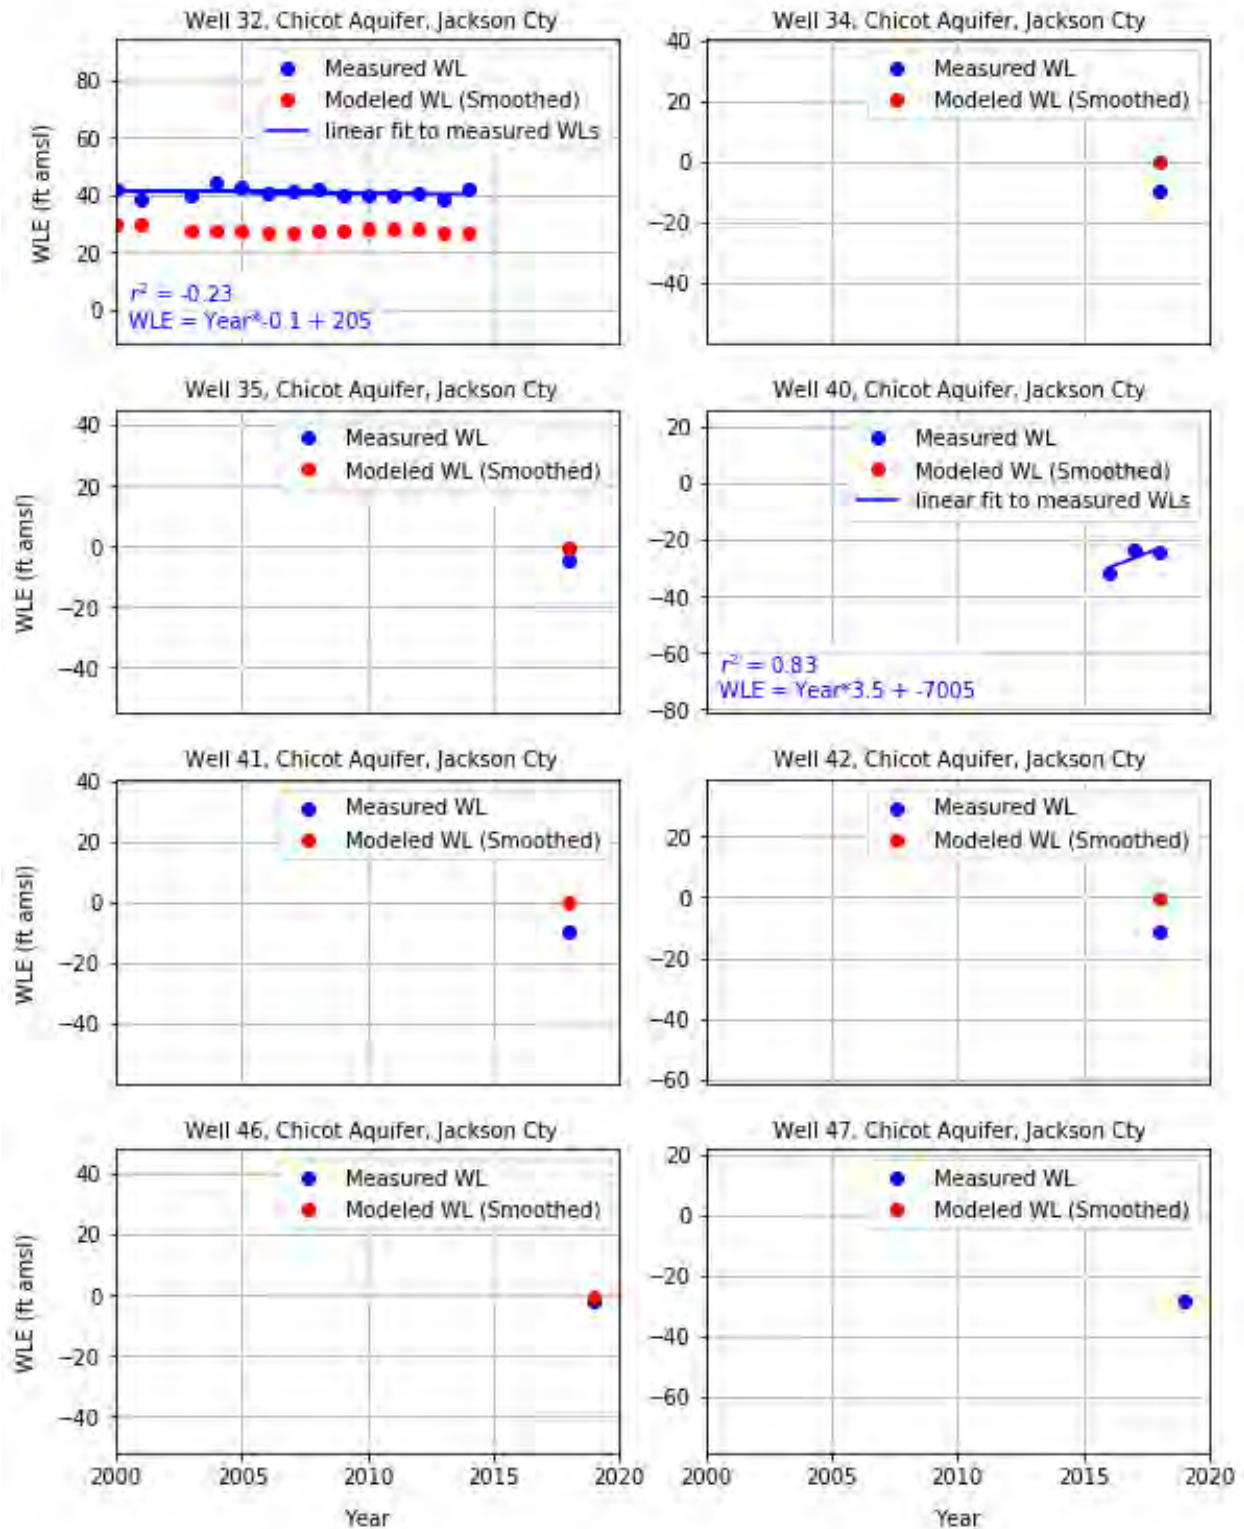 Well 32, Chicot Aquifer, Jackson Cty
Measured WL
Modeled WL (Smoothed)
linear fit to measured WLs
80
60
40
20
0
WLE (ft amsl)
r² = -0.23
WLE = Year*-0.1 + 205
Well 34, Chicot Aquifer, Jackson Cty
Measured WL
Modeled WL (Smoothed)
40
20
0
−20
−40
Well 35, Chicot Aquifer, Jackson Cty
Measured WL
Modeled WL (Smoothed)
40
20
0
−20
−40
WLE (ft amsl)
Well 40, Chicot Aquifer, Jackson Cty
Measured WL
Modeled WL (Smoothed)
linear fit to measured WLs
20
0
−20
−40
−60
−80
r² = 0.83
WLE = Year*3.5 + -7005
Well 41, Chicot Aquifer, Jackson Cty
Measured WL
Modeled WL (Smoothed)
40
20
0
−20
−40
WLE (ft amsl)
Well 42, Chicot Aquifer, Jackson Cty
Measured WL
Modeled WL (Smoothed)
20
0
−20
−40
−60
Well 46, Chicot Aquifer, Jackson Cty
Measured WL
Modeled WL (Smoothed)
40
20
0
−20
−40
WLE (ft amsl)
2000 2005 2010 2015 2020
Year
Well 47, Chicot Aquifer, Jackson Cty
Measured WL
Modeled WL (Smoothed)
20
0
−20
−40
−60
2000 2005 2010 2015 2020
Year